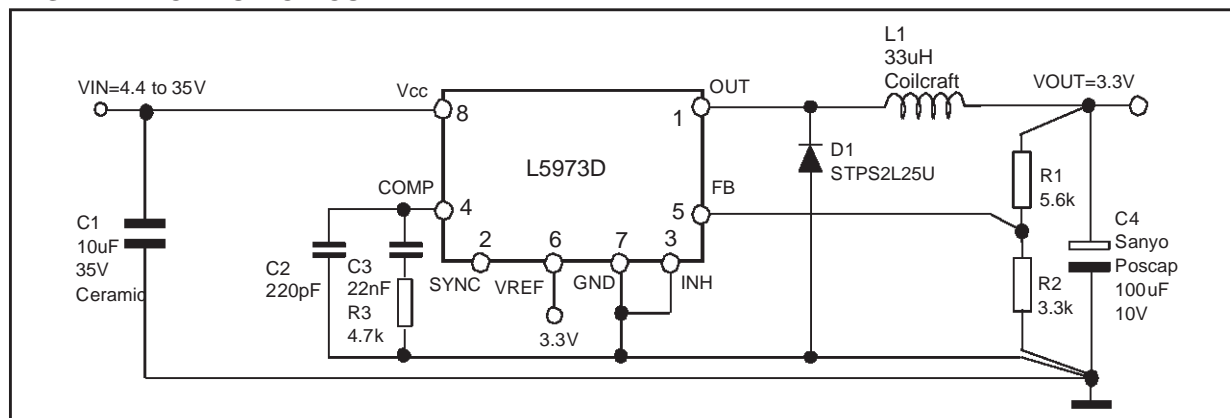 L1
33uH
Coilcraft
VIN=4.4 to 35V
Vcc
OUT
VOUT=3.3V
8
1
L5973D
D1
STPS2L25U
COMP
FB
R1
5.6k
4
5
C1
10uF
35V
Ceramic
C4
Sanyo
Poscap
100uF
10V
2
6
7
3
C2
220pF
C3
22nF
SYNC
VREF
GND
INH
R2
3.3k
R3
4.7k
3.3V